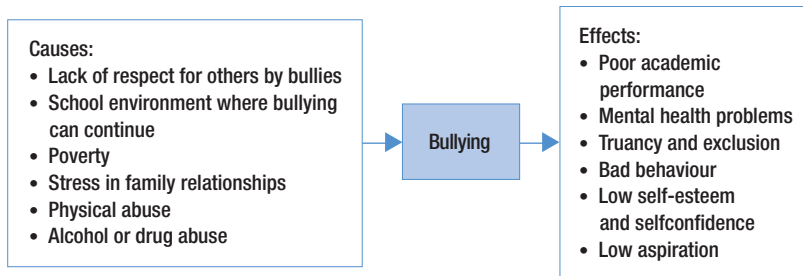 Causes:
• Lack of respect for others by bullies
• School environment where bullying
can continue
• Poverty
• Stress in family relationships
• Physical abuse
• Alcohol or drug abuse
Bullying
Effects:
• Poor academic
performance
• Mental health problems
• Truancy and exclusion
• Bad behaviour
• Low self-esteem
and selfconfidence
• Low aspiration